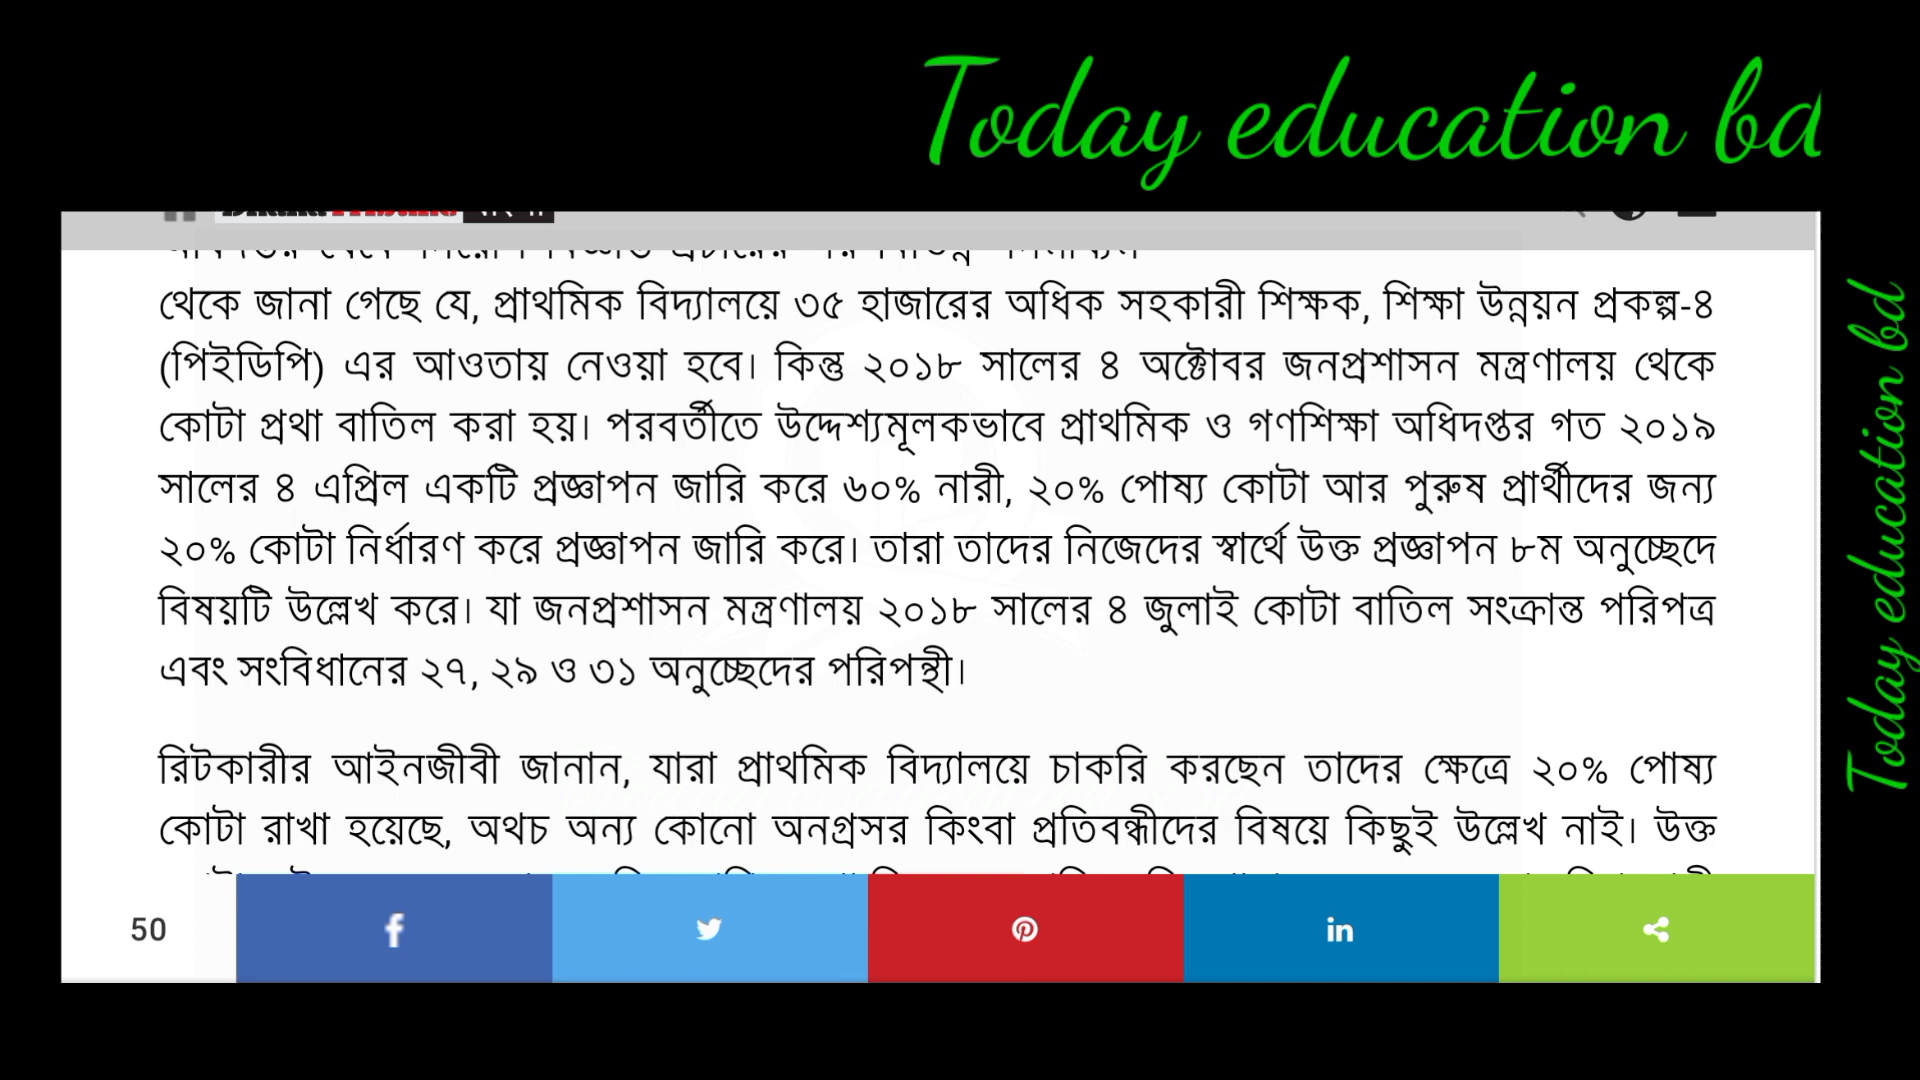 Today education bd
থেকে জানা গেছে যে, প্রাথমিক বিদ্যালয়ে ৩৫ হাজারের অধিক সহকারী শিক্ষক, শিক্ষা উন্নয়ন প্রকল্প-৪
(পিইডিপি) এর আওতায় নেওয়া হবে। কিন্তু ২০১৮ সালের ৪ অক্টোবর জনপ্রশাসন মন্ত্রণালয় থেকে
কোটা প্রথা বাতিল করা হয়। পরবর্তীতে উদ্দেশ্যমূলকভাবে প্রাথমিক ও গণশিক্ষা অধিদপ্তর গত ২০১৯
সালের ৪ এপ্রিল একটি প্রজ্ঞাপন জারি করে ৬০% নারী, ২০% পোষ্য কোটা আর পুরুষ প্রার্থীদের জন্য
২০% কোটা নির্ধারণ করে প্রজ্ঞাপন জারি করে। তারা তাদের নিজেদের স্বার্থে উক্ত প্রজ্ঞাপন ৮ম অনুচ্ছেদে
বিষয়টি উল্লেখ করে। যা জনপ্রশাসন মন্ত্রণালয় ২০১৮ সালের ৪ জুলাই কোটা বাতিল সংক্রান্ত পরিপত্র
এবং সংবিধানের ২৭, ২৯ ও ৩১ অনুচ্ছেদের পরিপন্থী।
রিটকারীর আইনজীবী জানান, যারা প্রাথমিক বিদ্যালয়ে চাকরি করছেন তাদের ক্ষেত্রে ২০% পোষ্য
কোটা রাখা হয়েছে, অথচ অন্য কোনো অনগ্রসর কিংবা প্রতিবন্ধীদের বিষয়ে কিছুই উল্লেখ নাই। উক্ত
50
Today education bd